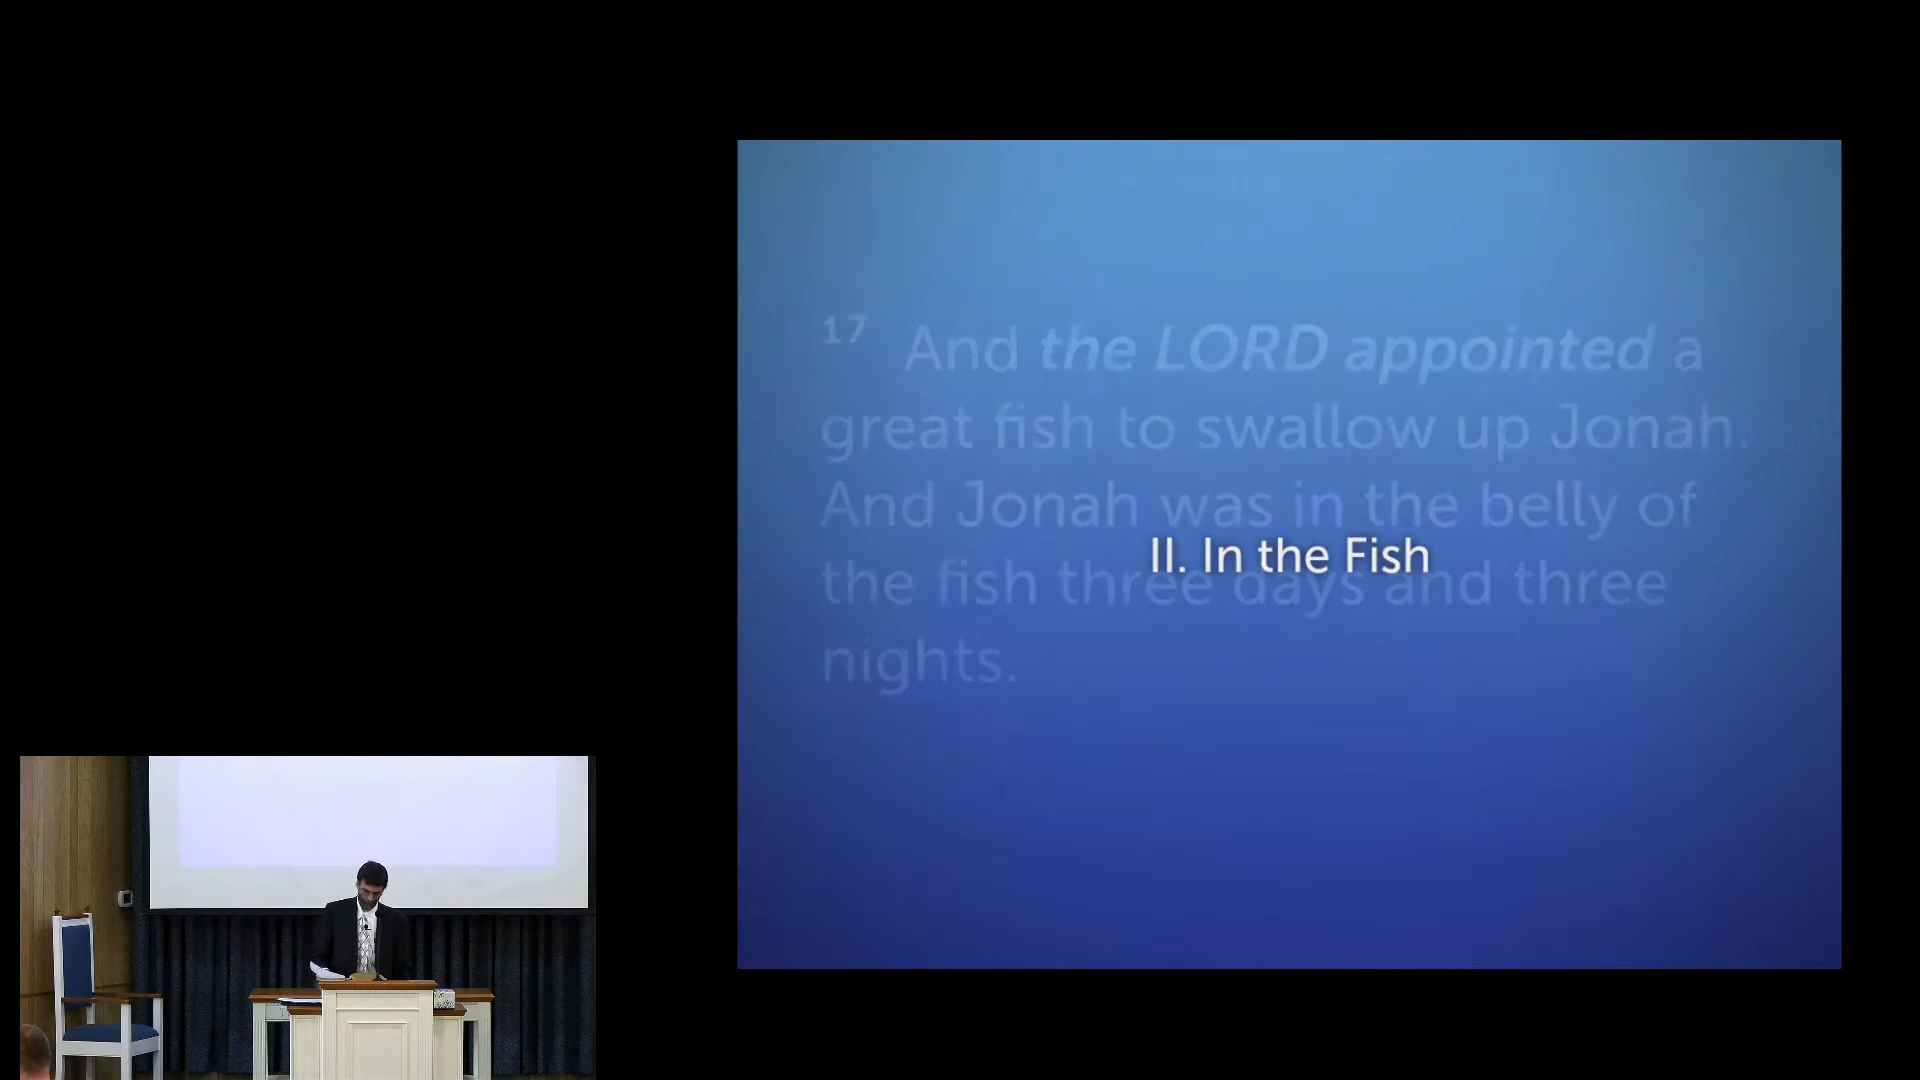 17 And the LORD appointed a
great fish to swallow up Jonah.
And Jonah was in the belly of
II. In the Fish
the fish three days and three
nights.